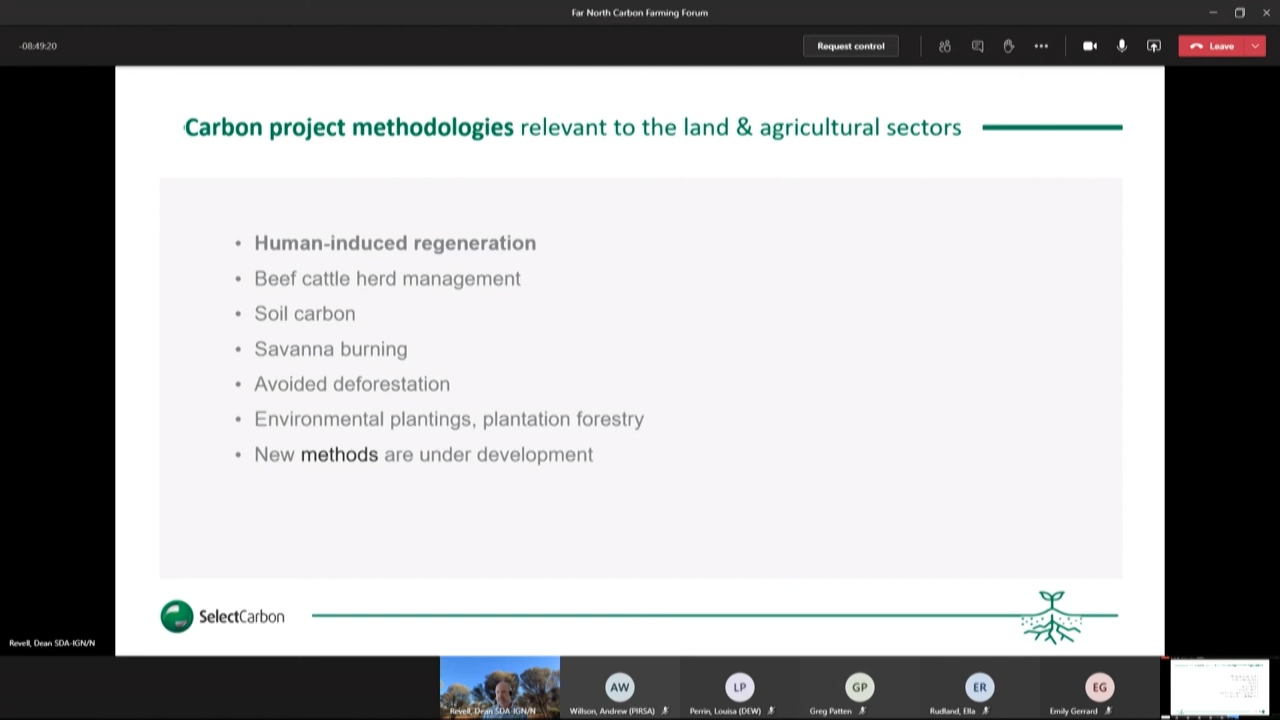 Far North Carbon Farming Forum
-08:49:20
Request control
Leave
Carbon project methodologies relevant to the land & agricultural sectors
• Human-induced regeneration
• Beef cattle herd management
• Soil carbon
• Savanna burning
• Avoided deforestation
• Environmental plantings, plantation forestry
• New methods are under development
SelectCarbon
Revell, Dean SDA-IGN/N
AW
LP
GP
ER
EG
Revell, Dean SDA-IGN/N
Willson, Andrew (PIRSA)
Perrin, Louisa (DEW)
Greg Patten
Rudland, Ella
Emily Gerrard